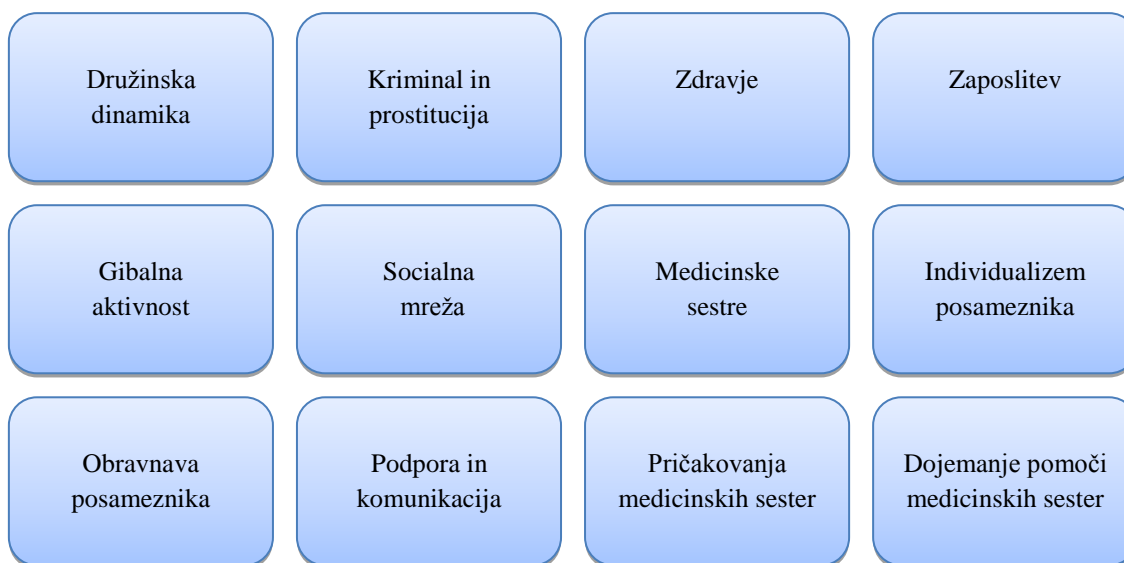 Družinska
dinamika
Kriminal in
prostitucija
Zdravje
Zaposlitev
Gibalna
aktivnost
Socialna
mreža
Medicinske
sestre
Individualizem
posameznika
Obravnava
posameznika
Podpora in
komunikacija
Pričakovanja
medicinskih sester
Dojemanje pomoči
medicinskih sester